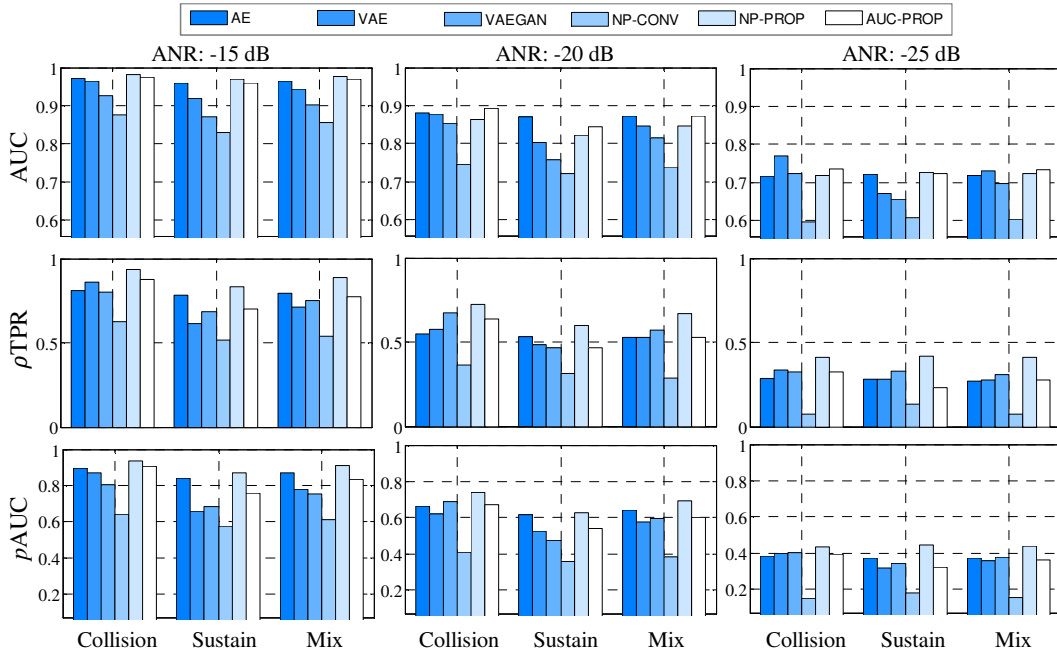 AE VAE VAEGAN NP-CONV NP-PROP AUC-PROP
ANR: -15 dB ANR: -20 dB ANR: -25 dB
AUC
1 1 1
0.9 0.9 0.9
0.8 0.8 0.8
0.7 0.7 0.7
0.6 0.6 0.6
ρTPR
1 1 1
0.5 0.5 0.5
0 0 0
pAUC
1 1 1
0.8 0.8 0.8
0.6 0.6 0.6
0.4 0.4 0.4
0.2 0.2 0.2
Collision Sustain Mix Collision Sustain Mix Collision Sustain Mix